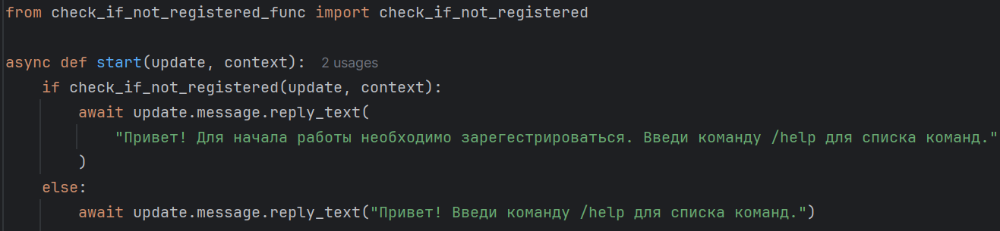 from check_if_not_registered_func import check_if_not_registered
async def start(update, context): 2 usages
if check_if_not_registered(update, context):
await update.message.reply_text(
"Привет! Для начала работы необходимо зарегестрироваться. Введи команду /help для списка команд."
)
else:
await update.message.reply_text("Привет! Введи команду /help для списка команд.")